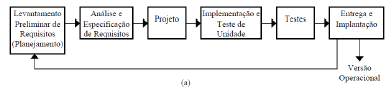 Levantamento
Preliminar de
Requisitos
(Planejamento)
Análise e
Especificação
de Requisitos
Projeto
Implementação e
Teste de
Unidade
Testes
Entrega e
Implantação
Versão
Operacional
(a)